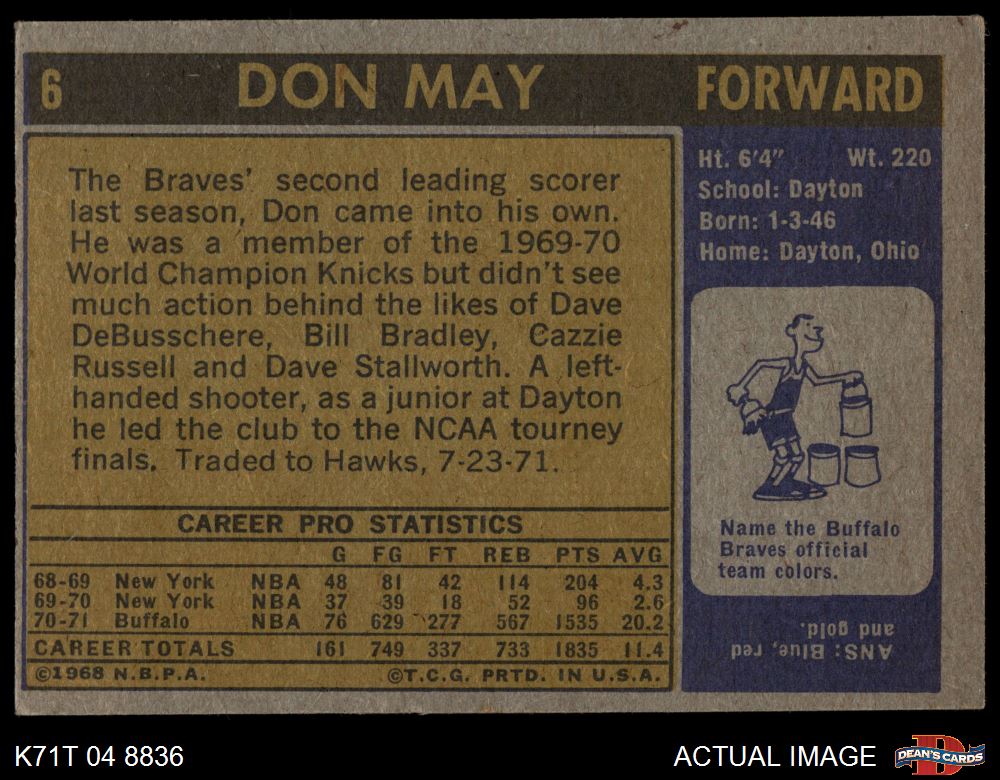 6 DON MAY FORWARD
The Braves' second leading scorer
last season, Don came into his own.
He was a member of the 1969-70
World Champion Knicks but didn't see
much action behind the likes of Dave
DeBusschere, Bill Bradley, Cazzie
Russell and Dave Stallworth. A left-
handed shooter, as a junior at Dayton
he led the club to the NCAA tourney
finals. Traded to Hawks, 7-23-71.
Ht. 6'4" Wt. 220
School: Dayton
Born: 1-3-46
Home: Dayton, Ohio
Name the Buffalo
Braves official
team colors.
ANS: Blue, red
and gold.
CAREER PRO STATISTICS
G FG FT REB PTS AVG
68-69 New York NBA 48 81 42 114 204 4.3
69-70 New York NBA 37 39 18 52 96 2.6
70-71 Buffalo NBA 76 629 277 567 1535 20.2
CAREER TOTALS 161 749 337 733 1835 11.4
©1968 N.B.P.A. ©T.C.G. PRTD. IN U.S.A.
K71T 04 8836 ACTUAL IMAGE DEAN'S CARDS